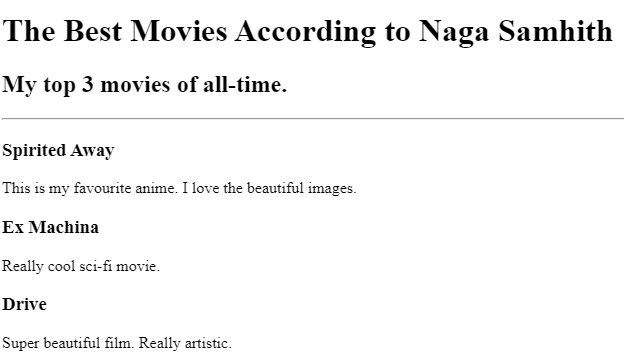 The Best Movies According to Naga Samhith
My top 3 movies of all-time.
Spirited Away
This is my favourite anime. I love the beautiful images.
Ex Machina
Really cool sci-fi movie.
Drive
Super beautiful film. Really artistic.